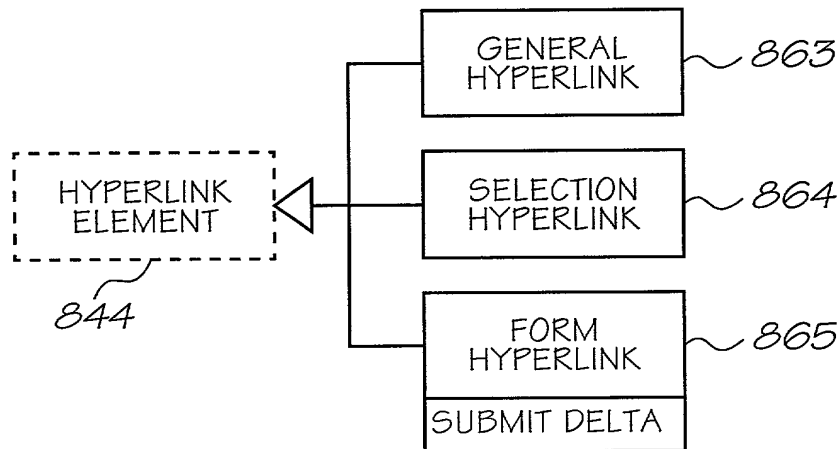 GENERAL
HYPERLINK
863
HYPERLINK
ELEMENT
844
SELECTION
HYPERLINK
864
FORM
HYPERLINK
865
SUBMIT DELTA